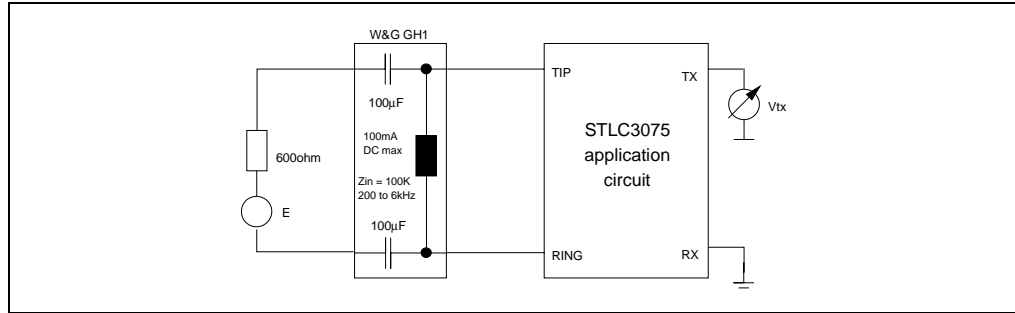 W&G GH1
TIP
TX
100μF
Vtx
100mA
DC max
STLC3075
application
circuit
600ohm
Zin = 100K
200 to 6kHz
E
100μF
RING
RX